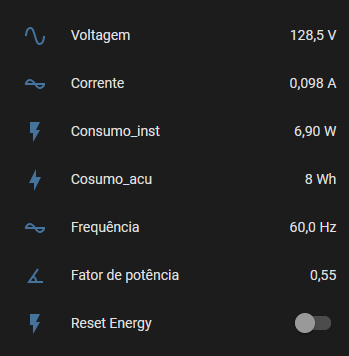 Voltagem 128,5 V
Corrente 0,098 A
Consumo_inst 6,90 W
Cosumo_acu 8 Wh
Frequência 60,0 Hz
Fator de potência 0,55
Reset Energy